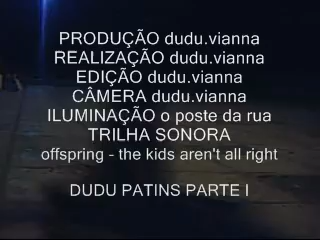 PRODUÇÃO dudu.vianna
REALIZAÇÃO dudu.vianna
EDIÇÃO dudu.vianna
CÂMERA dudu.vianna
ILUMINAÇÃO o poste da rua
TRILHA SONORA
offspring - the kids aren't all right
DUDU PATINS PARTE I